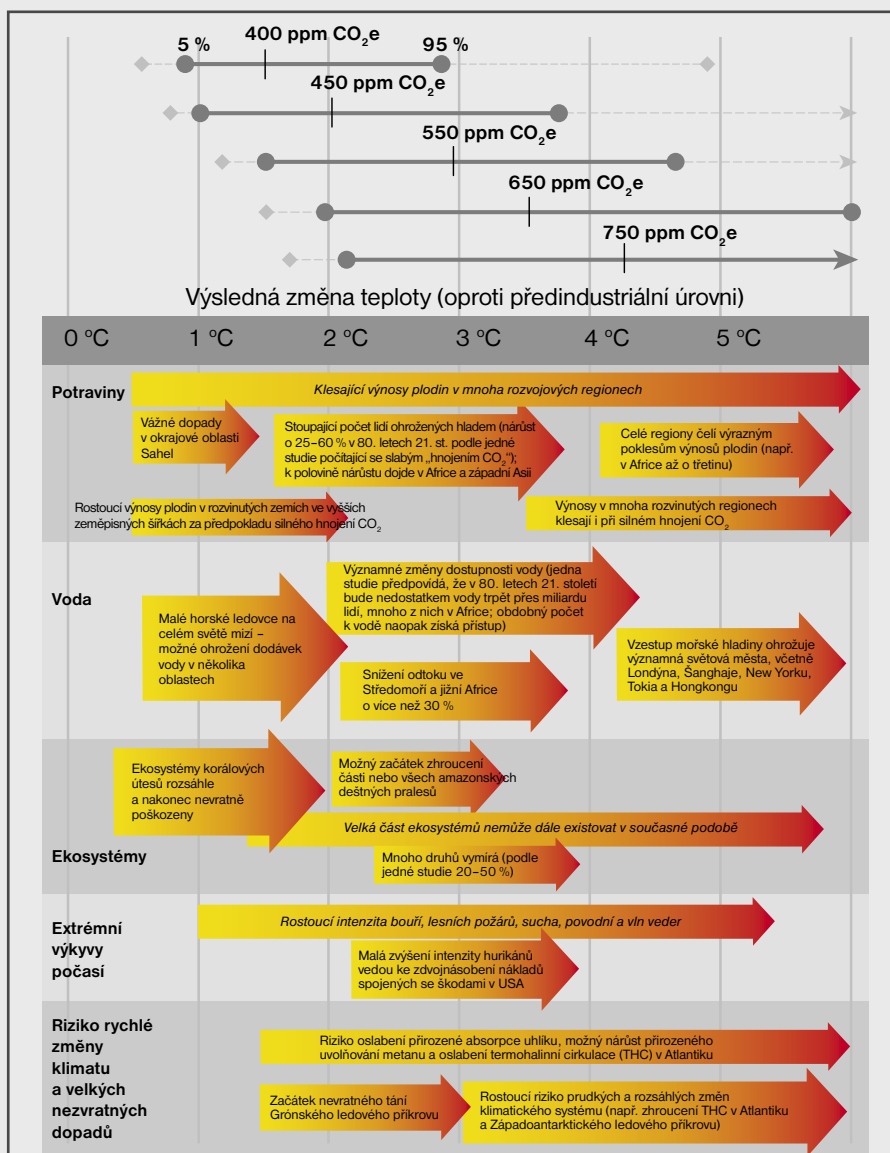 400 ppm CO₂e
5 % 95 %
450 ppm CO₂e
550 ppm CO₂e
650 ppm CO₂e
750 ppm CO₂e
Výsledná změna teploty (oproti předindustriální úrovni)
0 °C 1 °C 2 °C 3 °C 4 °C 5 °C
Potraviny
Klesající výnosy plodin v mnoha rozvojových regionech
Vážné dopady
v okrajové oblasti
Sahel
Stoupající počet lidí ohrožených hladem (nárůst
o 25–60 % v 80. letech 21. st. podle jedné
studie počítající se slabým „hnojením CO₂“);
k polovině nárůstu dojde v Africe a západní Asii
Celé regiony čelí výrazným
poklesům výnosů plodin (např.
v Africe až o třetinu)
Rostoucí výnosy plodin v rozvinutých zemích ve vyšších
zeměpisných šířkách za předpokladu silného hnojení CO₂
Výnosy v mnoha rozvinutých regionech
klesají i při silném hnojení CO₂
Voda
Malé horské ledovce na
celém světě mizí –
možné ohrožení dodávek
vody v několika
oblastech
Významné změny dostupnosti vody (jedna
studie předpovídá, že v 80. letech 21. století
bude nedostatkem vody trpět přes miliardu
lidí, mnoho z nich v Africe; obdobný počet
k vodě naopak získá přístup)
Snížení odtoku ve
Středomoří a jižní Africe
o více než 30 %
Vzestup mořské hladiny ohrožuje
významná světová města, včetně
Londýna, Šanghaje, New Yorku,
Tokia a Hongkongu
Ekosystémy
Ekosystémy korálových
útesů rozsáhle
a nakonec nevratně
poškozeny
Možný začátek zhroucení
části nebo všech amazonských
deštných pralesů
Velká část ekosystémů nemůže dále existovat v současné podobě
Mnoho druhů vymírá (podle
jedné studie 20–50 %)
Extrémní
výkyvy
počasí
Rostoucí intenzita bouří, lesních požárů, sucha, povodní a vln veder
Malá zvýšení intenzity hurikánů
vedou ke zdvojnásobení nákladů
spojených se škodami v USA
Riziko rychlé
změny
klimatu
a velkých
nezvratných
dopadů
Riziko oslabení přirozené absorpce uhlíku, možný nárůst přirozeného
uvolňování metanu a oslabení termohalinní cirkulace (THC) v Atlantiku
Začátek nevratného tání
Grónského ledového příkrovu
Rostoucí riziko prudkých a rozsáhlých změn
klimatického systému (např. zhroucení THC v Atlantiku
a Západoantarktického ledového příkrovu)